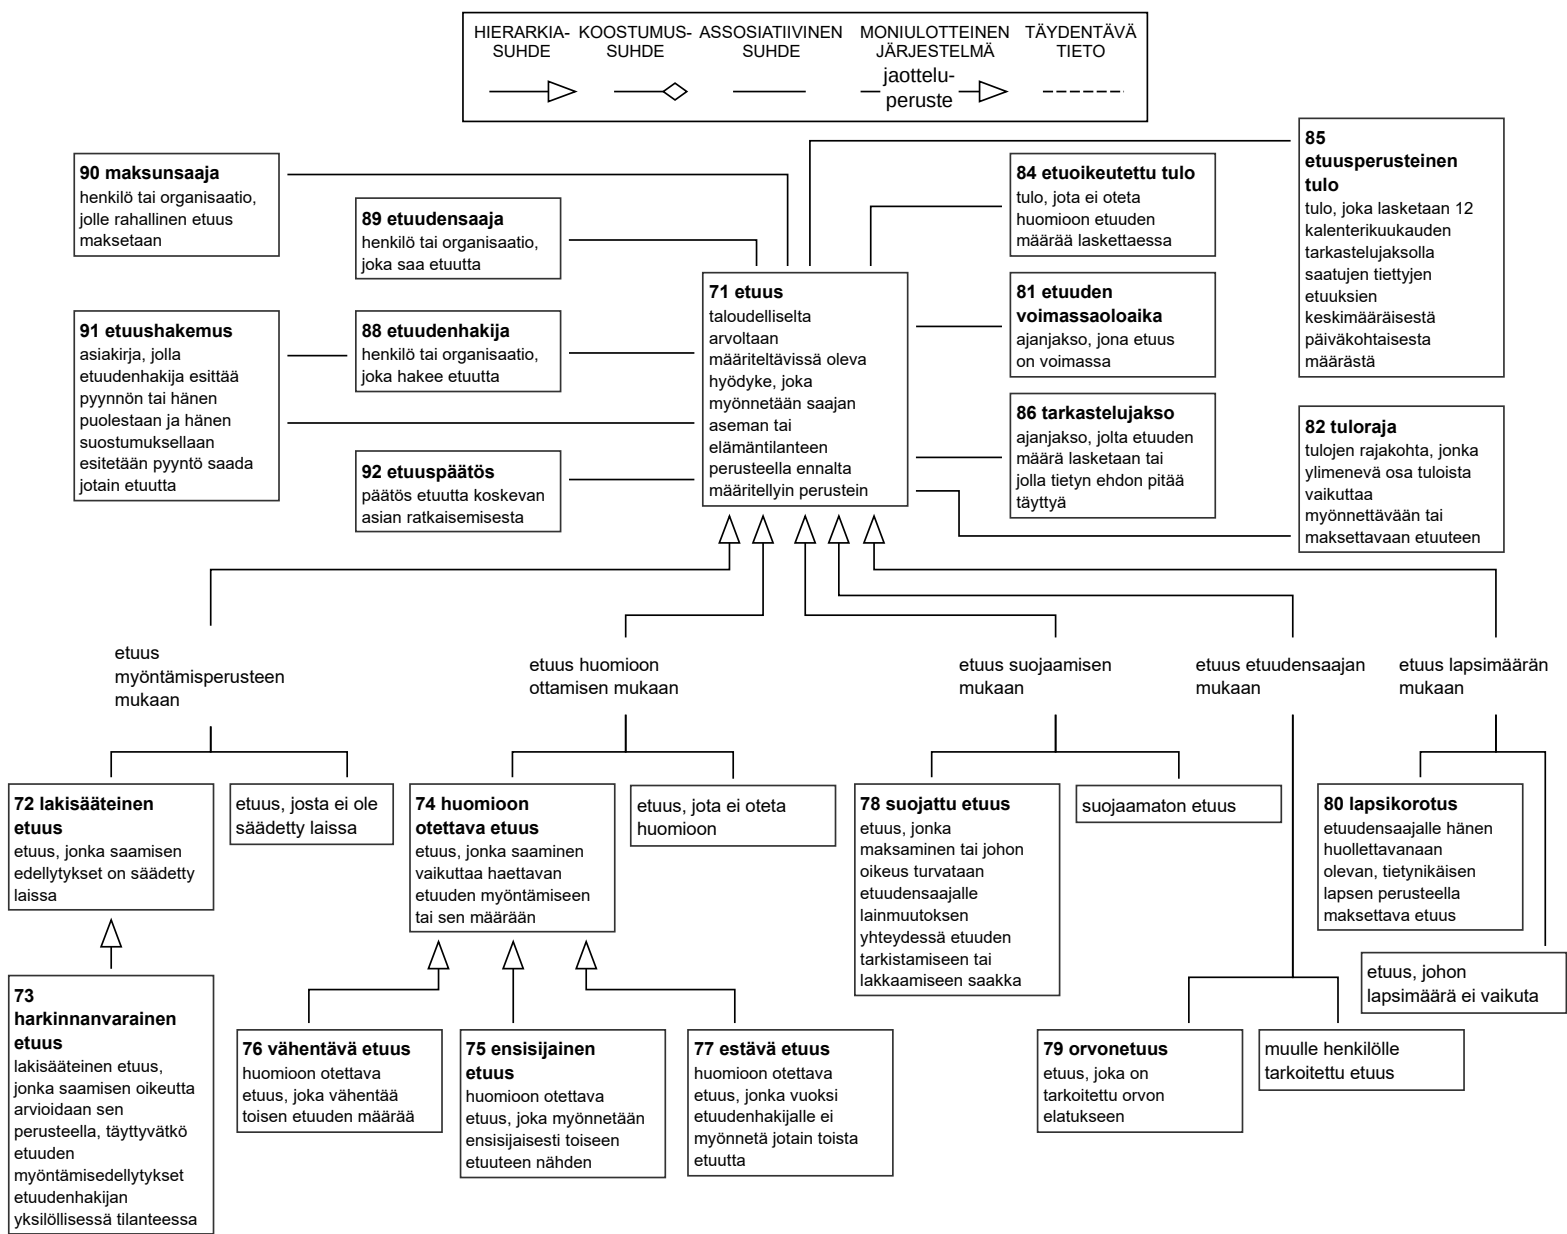 HIERARKIA-
SUHDE
KOOSTUMUS-
SUHDE
ASSOSIATIIVINEN
SUHDE
MONIULOTTEINEN
JÄRJESTELMÄ
jaottelu-
peruste
TÄYDENTÄVÄ
TIETO
90 maksunsaaja
henkilö tai organisaatio,
jolle rahallinen etuus
maksetaan
89 etuudensaaja
henkilö tai organisaatio,
joka saa etuutta
91 etuushakemus
asiakirja, jolla
etuudenhakija esittää
pyynnön tai hänen
puolestaan ja hänen
suostumuksellaan
esitetään pyyntö saada
jotain etuutta
88 etuudenhakija
henkilö tai organisaatio,
joka hakee etuutta
92 etuuspäätös
päätös etuutta koskevan
asian ratkaisemisesta
71 etuus
taloudelliselta
arvoltaan
määriteltävissä oleva
hyödyke, joka
myönnetään saajan
aseman tai
elämäntilanteen
perusteella ennalta
määritellyin perustein
84 etuoikeutettu tulo
tulo, jota ei oteta
huomioon etuuden
määrää laskettaessa
81 etuuden
voimassaoloaika
ajanjakso, jona etuus
on voimassa
86 tarkastelujakso
ajanjakso, jolta etuuden
määrä lasketaan tai
jolla tietyn ehdon pitää
täyttyä
85
etuusperusteinen
tulo
tulo, joka lasketaan 12
kalenterikuukauden
tarkastelujaksolla
saatujen tiettyjen
etuuksien
keskimääräisestä
päiväkohtaisesta
määrästä
82 tuloraja
tulojen rajakohta, jonka
ylimenevä osa tuloista
vaikuttaa
myönnettävään tai
maksettavaan etuuteen
etuus
myöntämisperusteen
mukaan
etuus huomioon
ottamisen mukaan
etuus suojaamisen
mukaan
etuus etuudensaajan
mukaan
etuus lapsimäärän
mukaan
72 lakisääteinen
etuus
etuus, jonka saamisen
edellytykset on säädetty
laissa
etuus, josta ei ole
säädetty laissa
74 huomioon
otettava etuus
etuus, jonka saaminen
vaikuttaa haettavan
etuuden myöntämiseen
tai sen määrään
etuus, jota ei oteta
huomioon
78 suojattu etuus
etuus, jonka
maksaminen tai johon
oikeus turvataan
etuudensaajalle
lainmuutoksen
yhteydessä etuuden
tarkistamiseen tai
lakkaamiseen saakka
suojaamaton etuus
80 lapsikorotus
etuudensaajalle hänen
huollettavanaan
olevan, tietynikäisen
lapsen perusteella
maksettava etuus
etuus, johon
lapsimäärä ei vaikuta
73
harkinnanvarainen
etuus
lakisääteinen etuus,
jonka saamisen oikeutta
arvioidaan sen
perusteella, täyttyvätkö
etuuden
myöntämisedellytykset
etuudenhakijan
yksilöllisessä tilanteessa
76 vähentävä etuus
huomioon otettava
etuus, joka vähentää
toisen etuuden määrää
75 ensisijainen
etuus
huomioon otettava
etuus, joka myönnetään
ensisijaisesti toiseen
etuuteen nähden
77 estävä etuus
huomioon otettava
etuus, jonka vuoksi
etuudenhakijalle ei
myönnetä jotain toista
etuutta
79 orvonetuus
etuus, joka on
tarkoitettu orvon
elatukseen
muulle henkilölle
tarkoitettu etuus